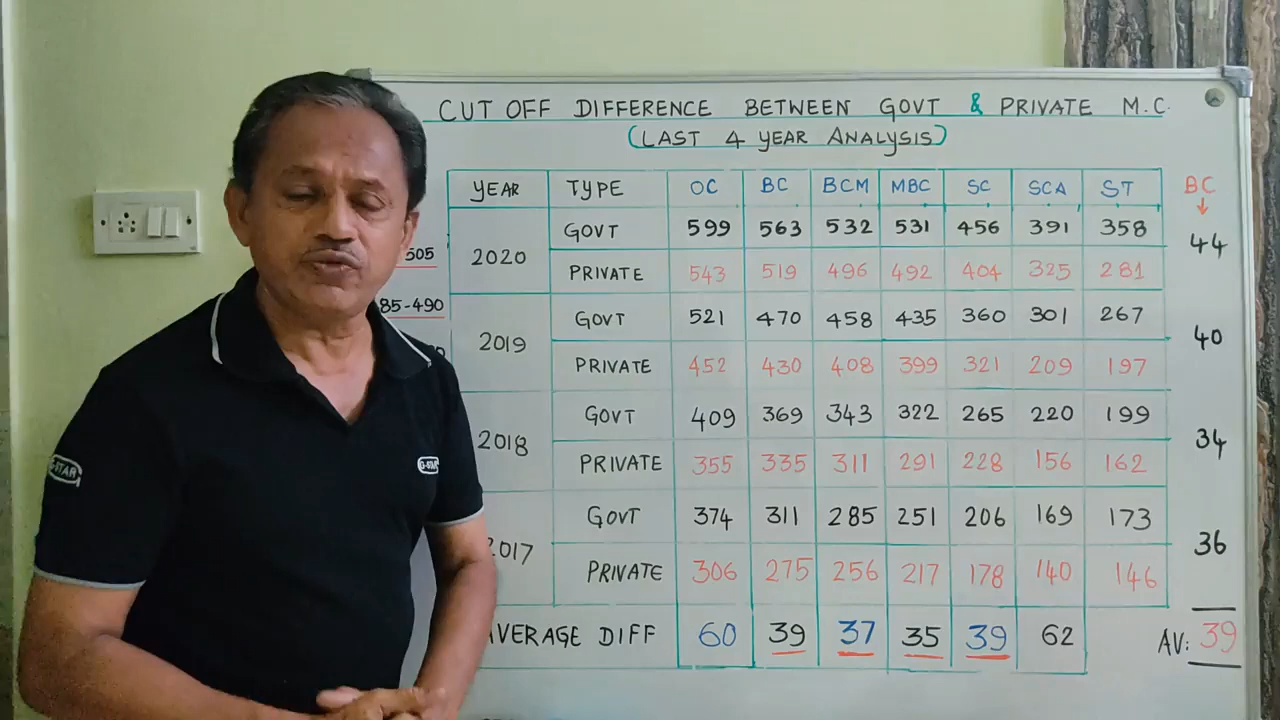 CUT OFF DIFFERENCE BETWEEN GOVT & PRIVATE M.C.
(LAST 4 YEAR ANALYSIS)
YEAR TYPE OC BC BCM MBC SC SCA ST BC
GOVT 599 563 532 531 456 391 358 44
505 2020
PRIVATE 543 519 496 492 404 325 281
85-490
GOVT 521 470 458 435 360 301 267 40
2019
PRIVATE 452 430 408 399 321 209 197
GOVT 409 369 343 322 265 220 199 34
2018
PRIVATE 355 335 311 291 228 156 162
GOVT 374 311 285 251 206 169 173 36
2017
PRIVATE 306 275 256 217 178 140 146
AVERAGE DIFF 60 39 37 35 39 62 AV: 39
G-STAR
G-STAR